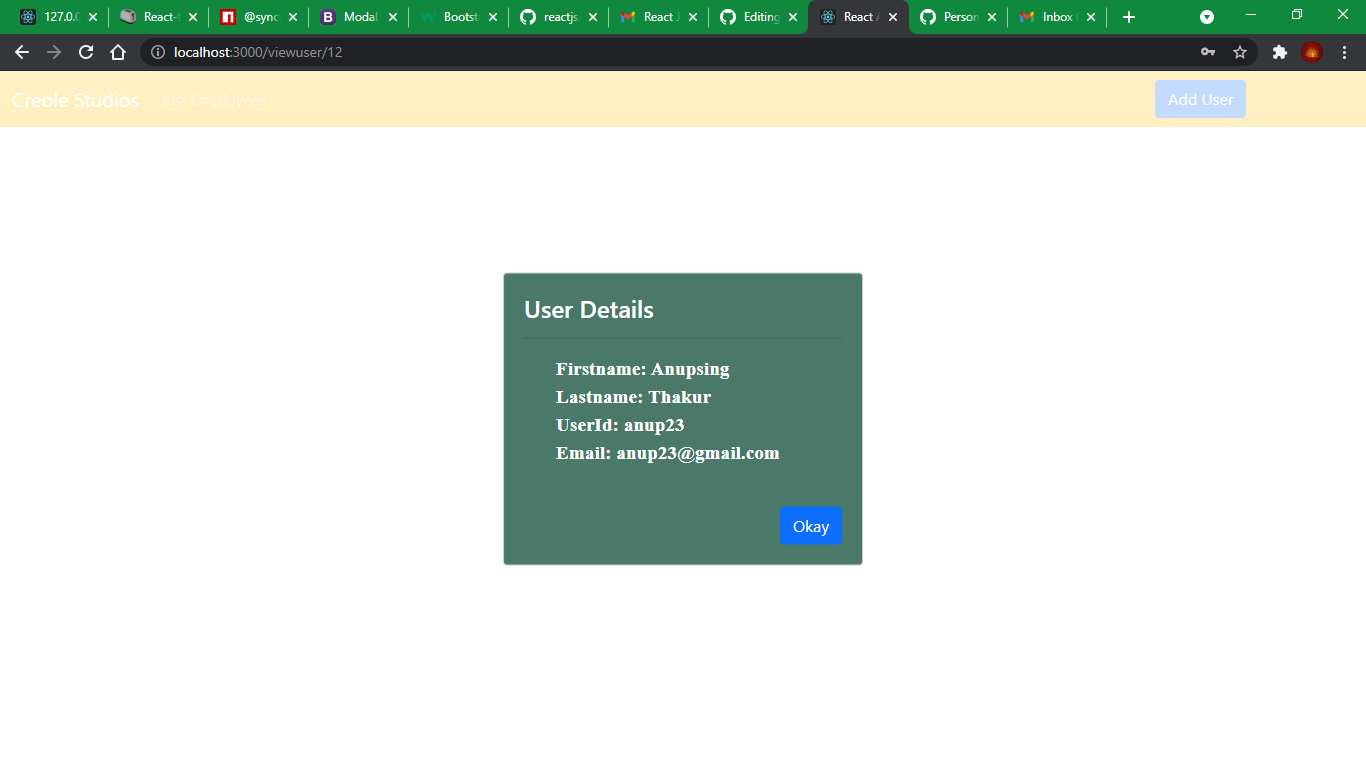 127.0.0
React-
@sync
Modal
Bootst
reactjs
React J
Editing
React A
Person
Inbox
localhost:3000/viewuser/12
Creole Studios List Employees Add User
User Details
Firstname: Anupsing
Lastname: Thakur
UserId: anup23
Email: anup23@gmail.com
Okay